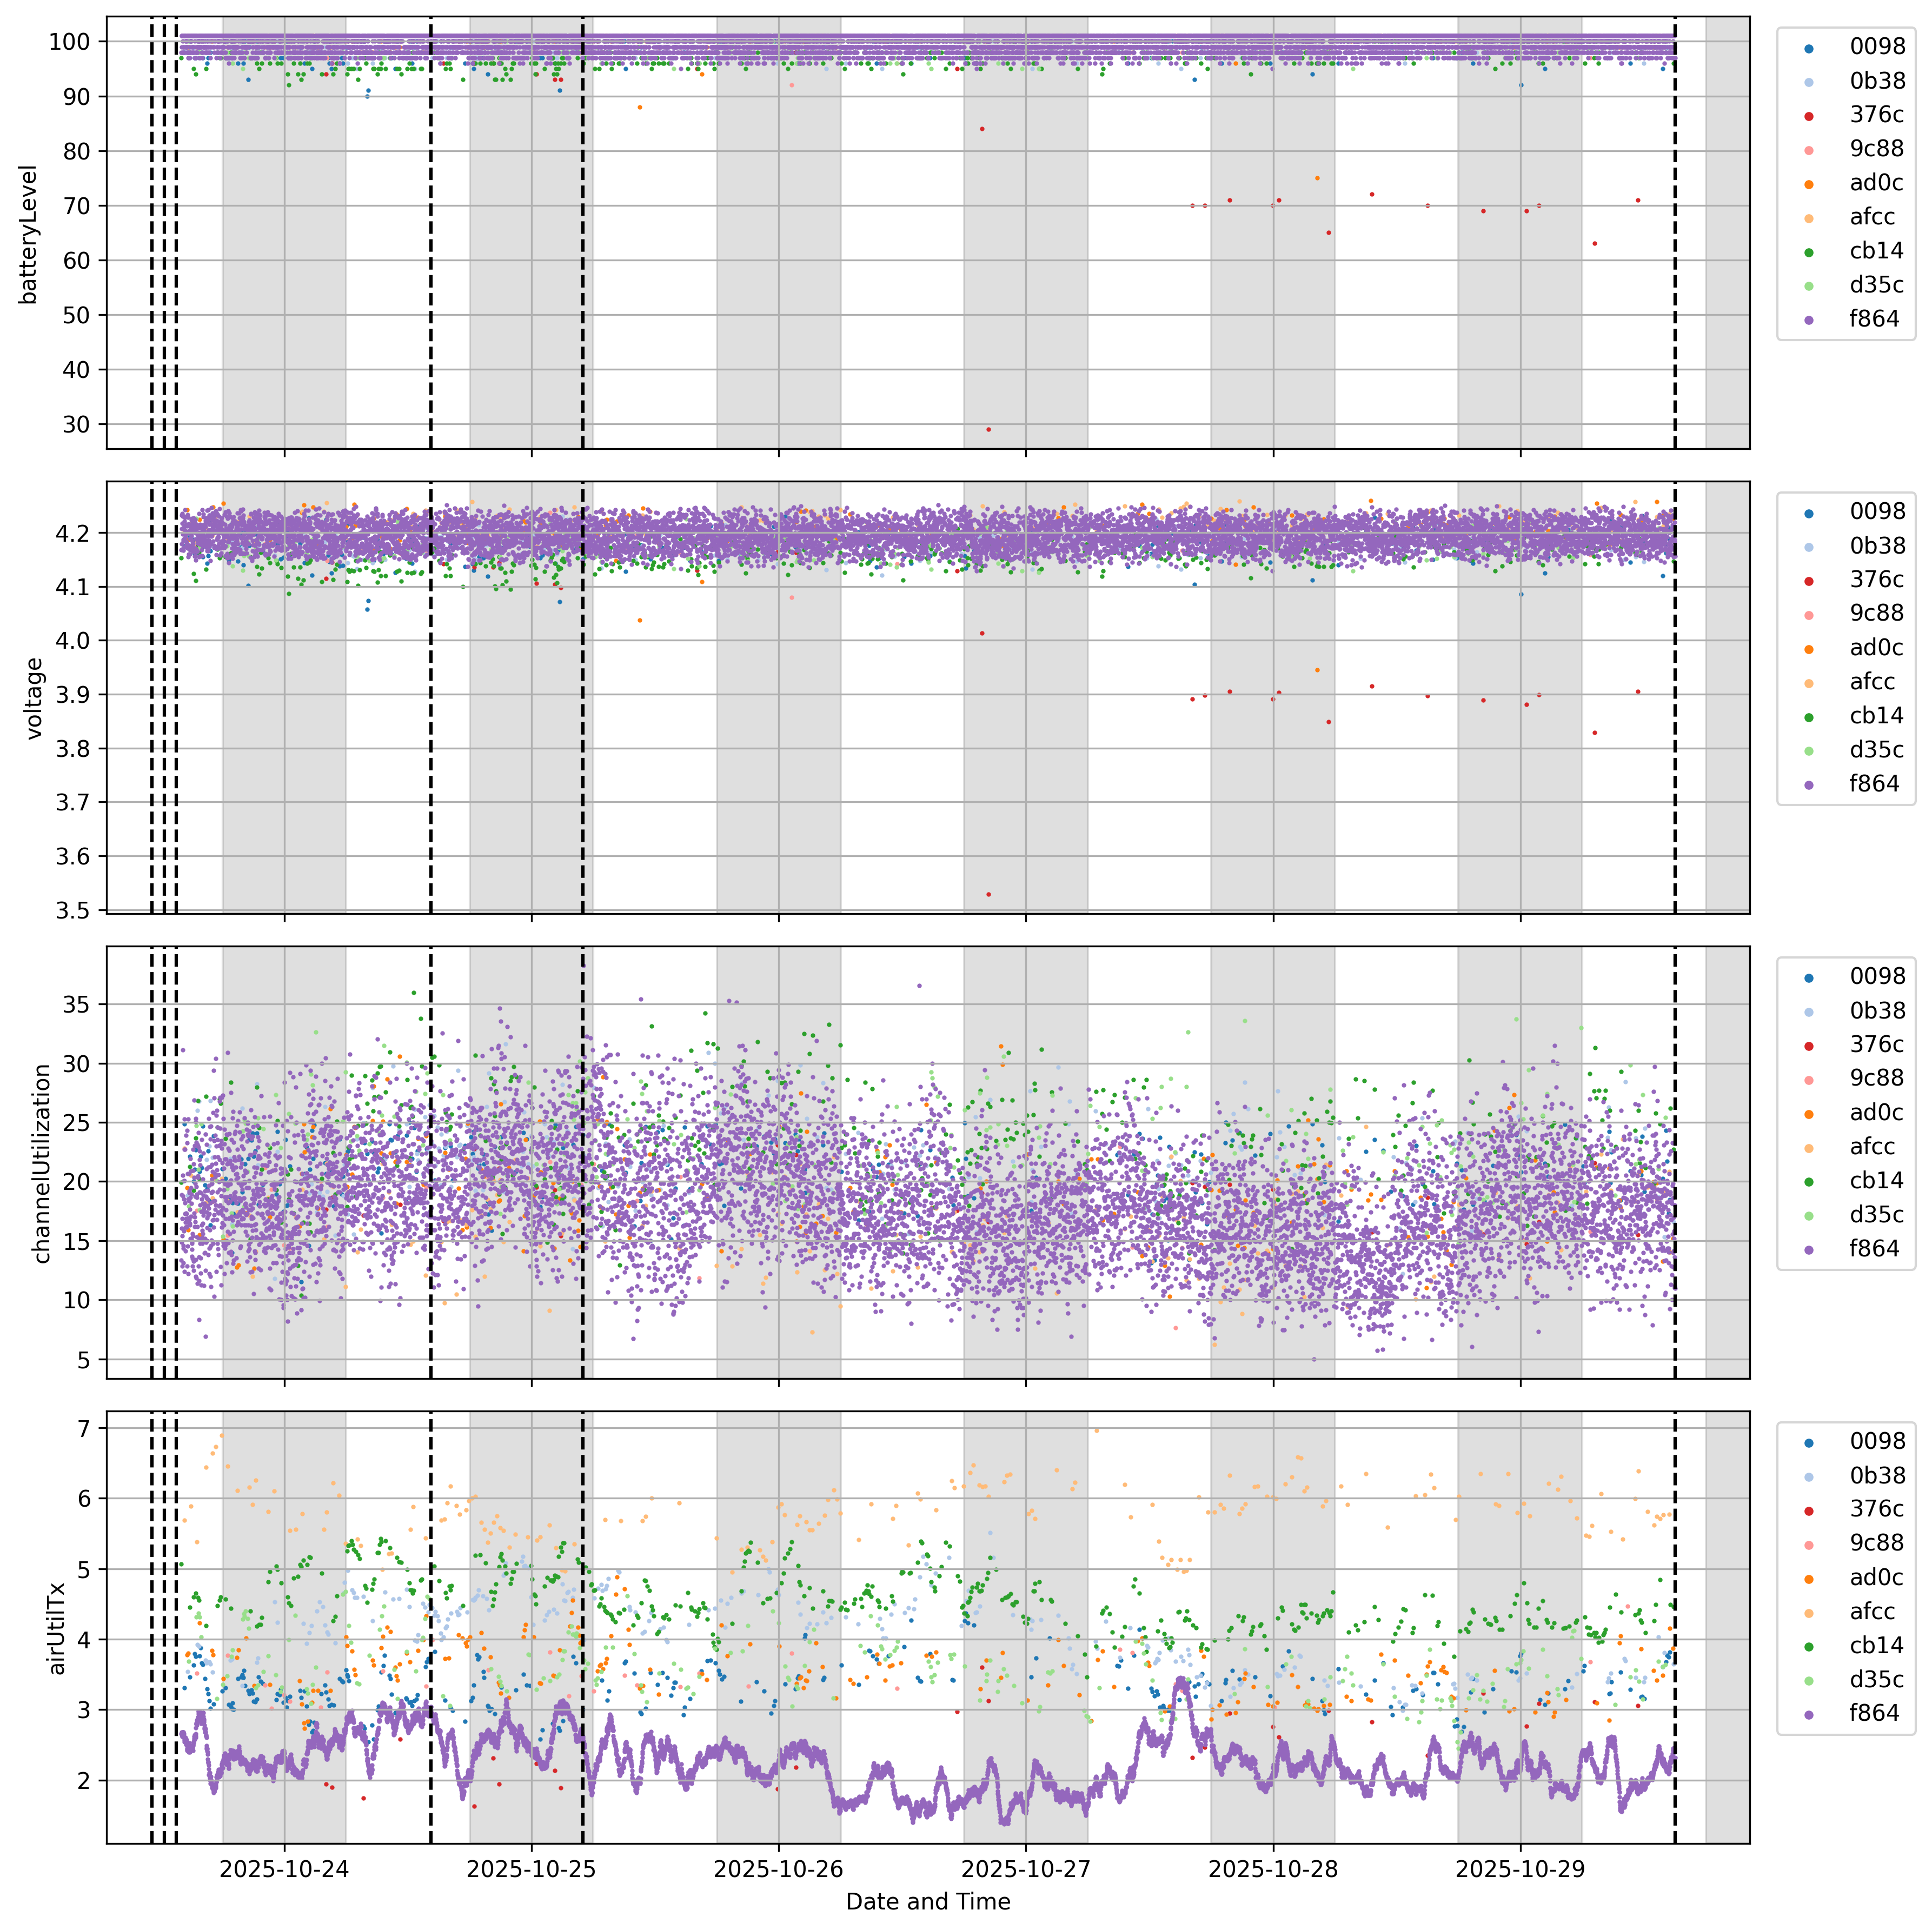 100
90
80
70
60
50
40
30
batteryLevel
0098
0b38
376c
9c88
ad0c
afcc
cb14
d35c
f864
4.2
4.1
4.0
3.9
3.8
3.7
3.6
3.5
voltage
0098
0b38
376c
9c88
ad0c
afcc
cb14
d35c
f864
35
30
25
20
15
10
5
channelUtilization
0098
0b38
376c
9c88
ad0c
afcc
cb14
d35c
f864
7
6
5
4
3
2
airUtilTx
0098
0b38
376c
9c88
ad0c
afcc
cb14
d35c
f864
2025-10-24
2025-10-25
2025-10-26
2025-10-27
2025-10-28
2025-10-29
Date and Time